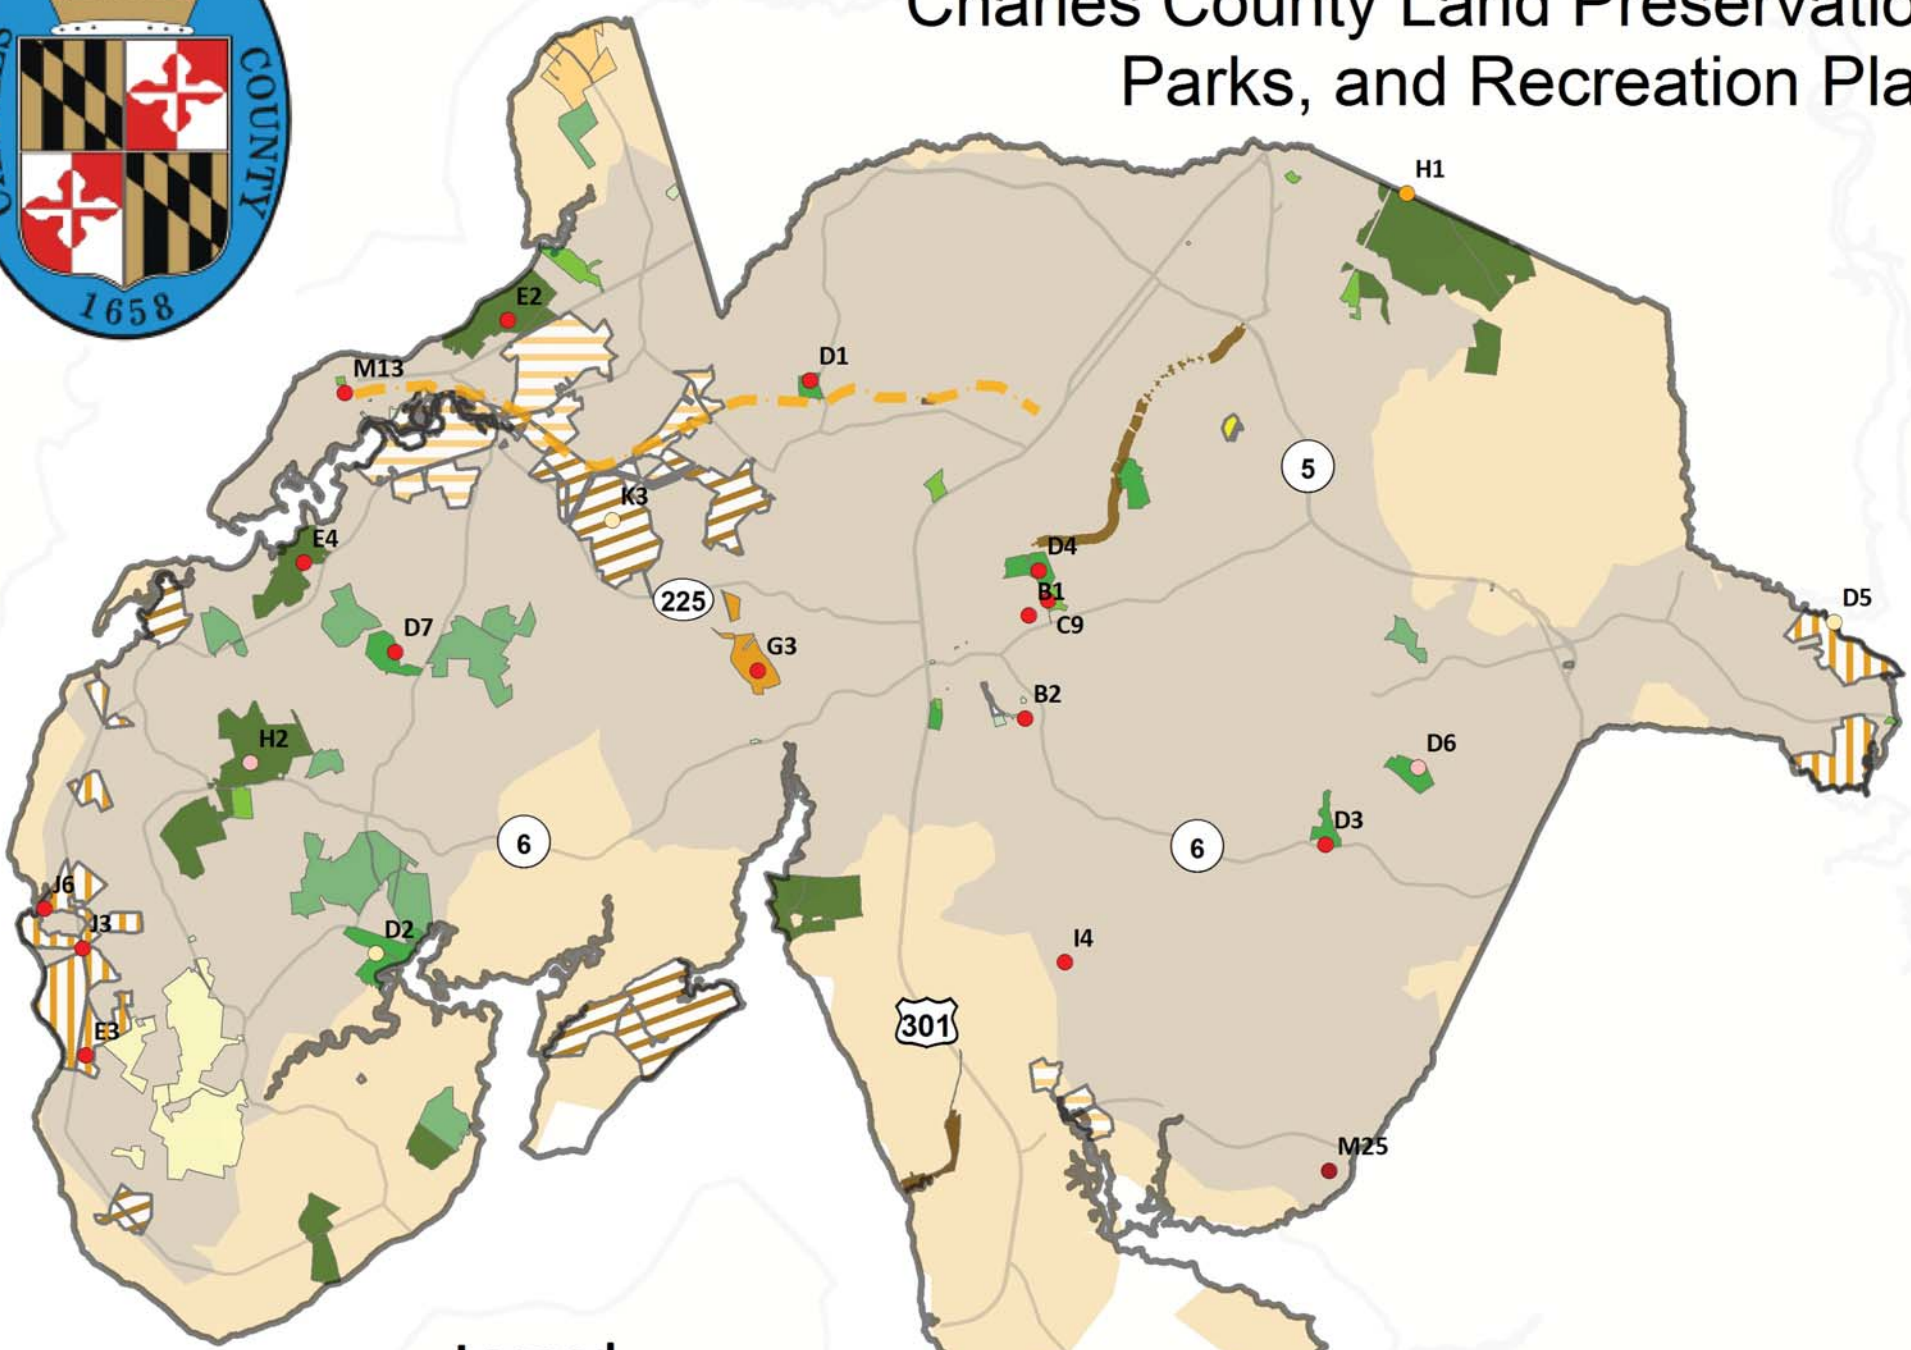 Charles County Land Preservatio
Parks, and Recreation Pla
COUNTY
1658
H1
E2
M13
D1
K3
5
E4
D4
B1
C9
225
D7
G3
D5
B2
H2
D6
6
6
D3
J6
J3
D2
I4
E3
301
M25